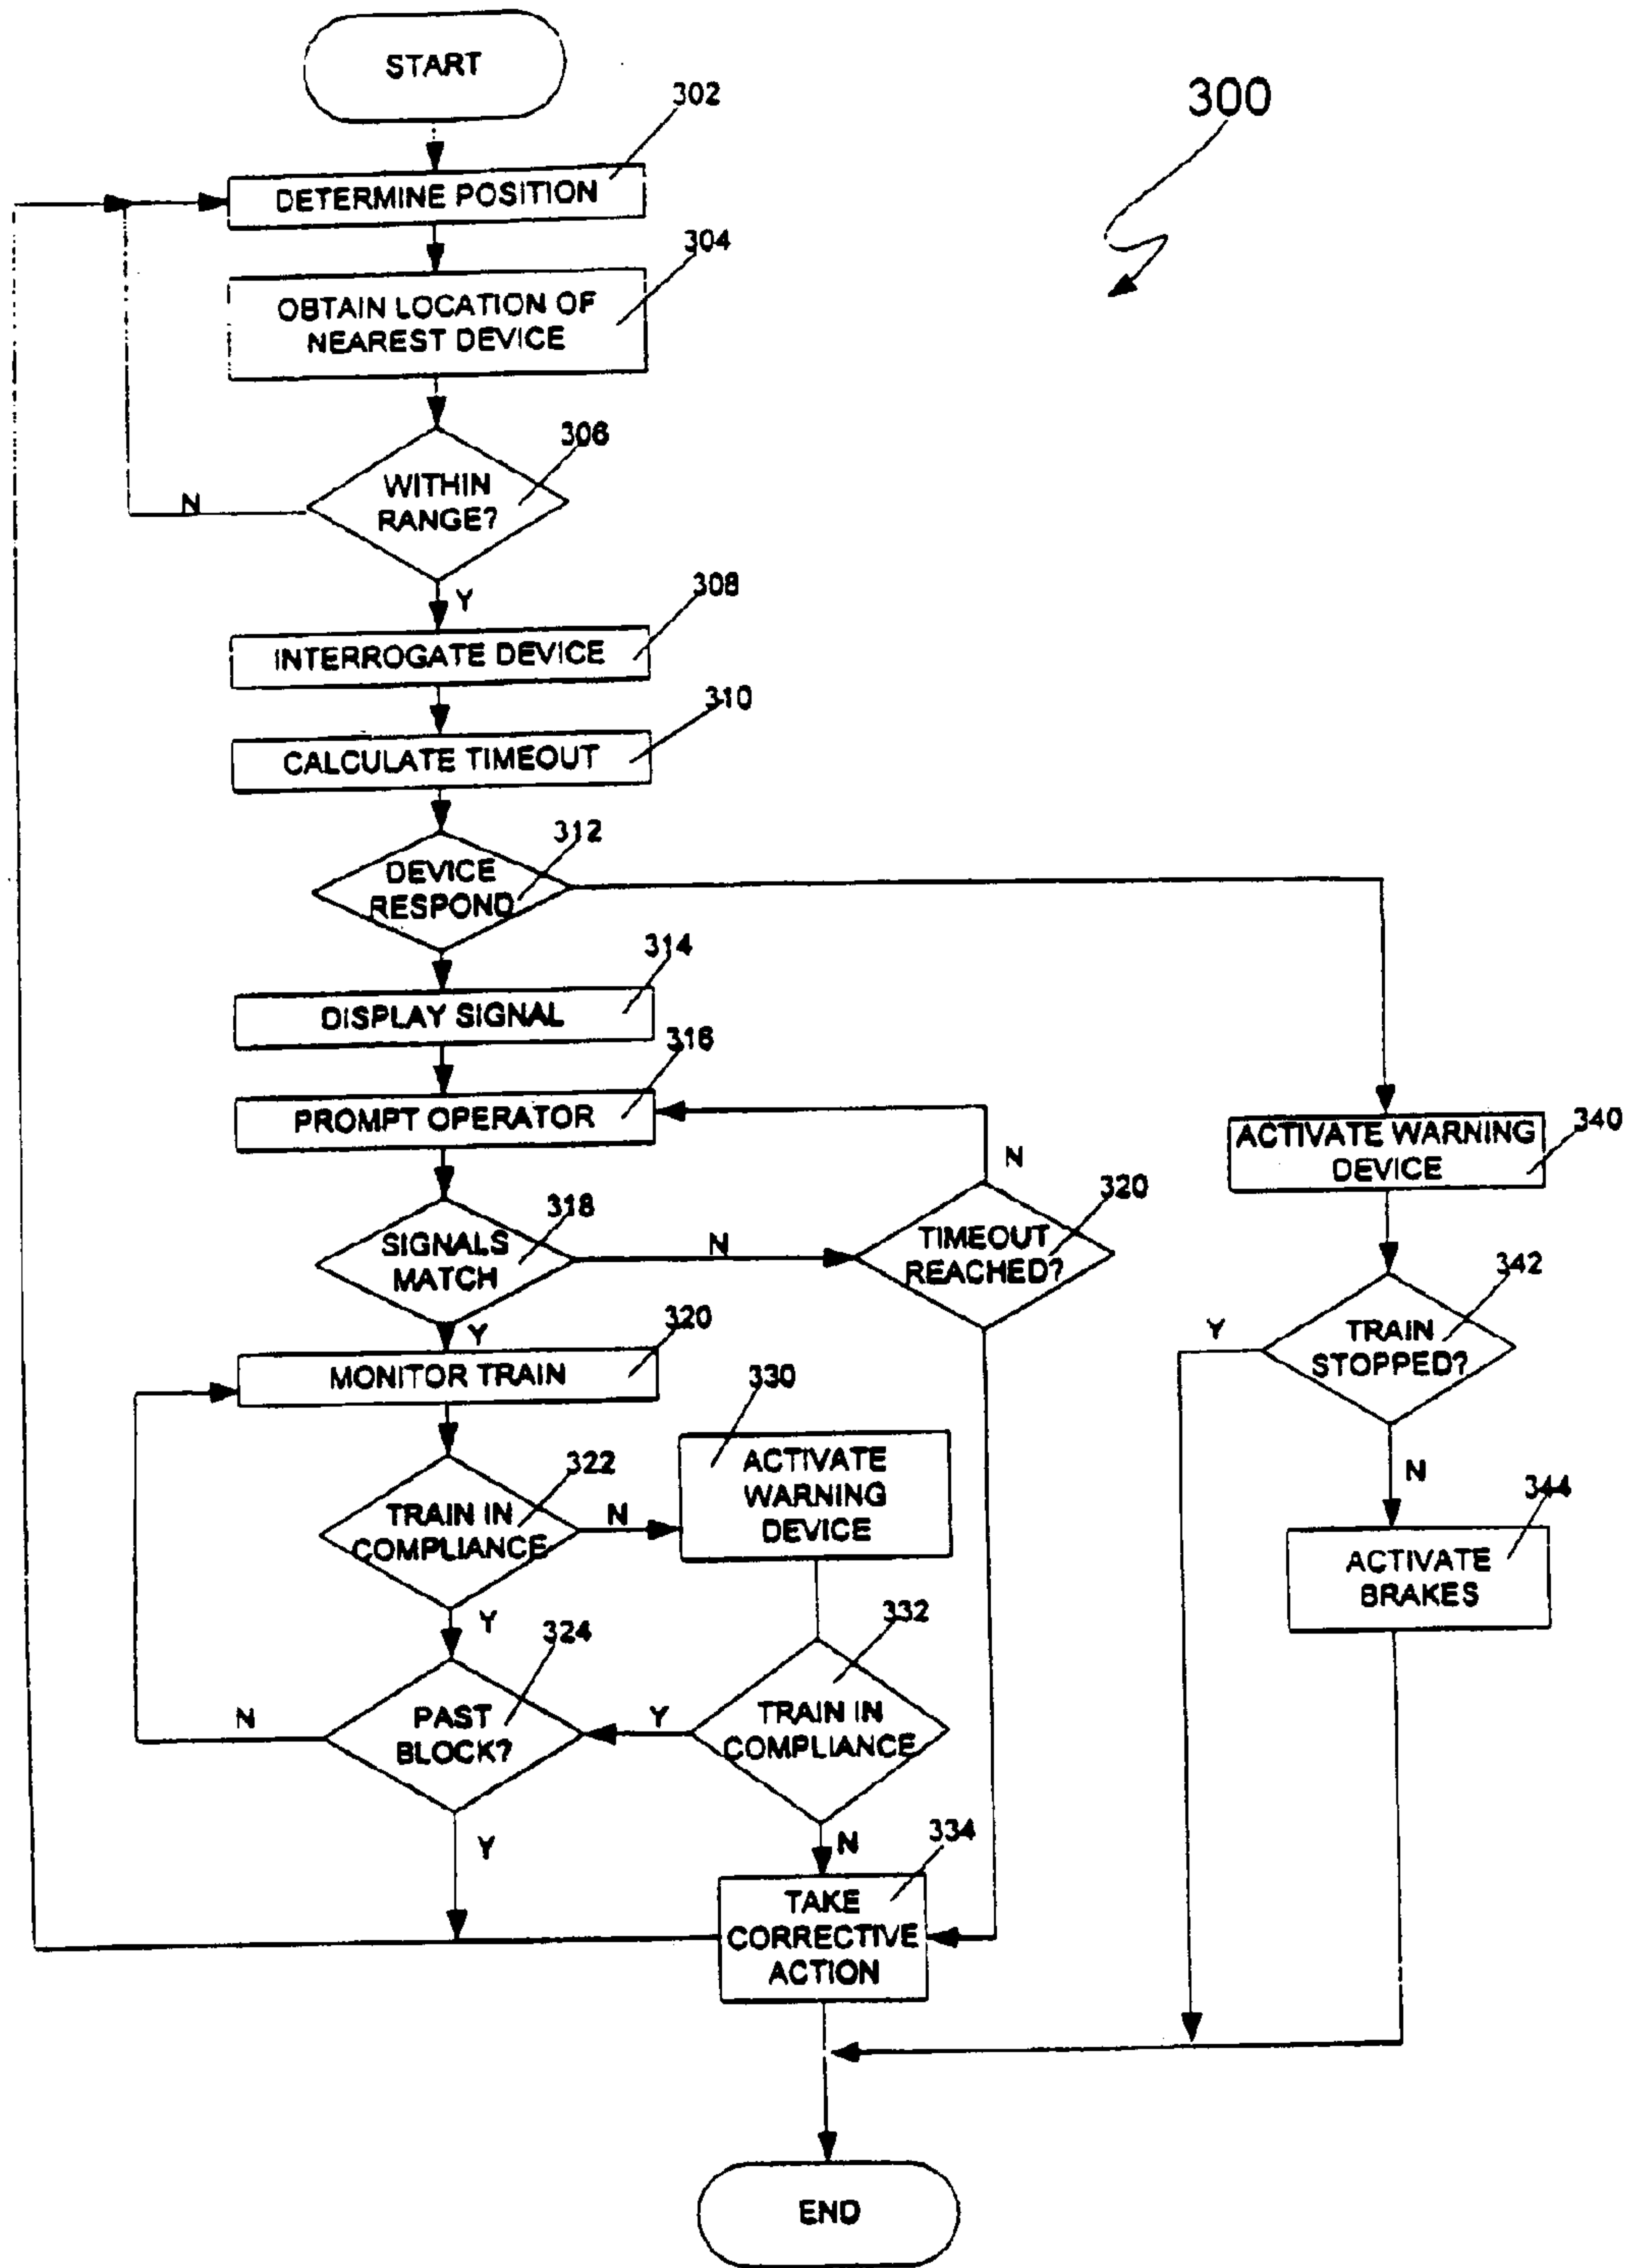 START
300
302
DETERMINE POSITION
304
OBTAIN LOCATION OF
NEAREST DEVICE
306
WITHIN
RANGE?
N
Y
308
INTERROGATE DEVICE
310
CALCULATE TIMEOUT
312
DEVICE
RESPOND
314
DISPLAY SIGNAL
316
PROMPT OPERATOR
N
ACTIVATE WARNING
DEVICE
340
318
SIGNALS
MATCH
N
TIMEOUT
REACHED?
320
342
TRAIN
STOPPED?
Y
N
Y
320
MONITOR TRAIN
330
ACTIVATE
WARNING
DEVICE
322
TRAIN IN
COMPLIANCE
N
Y
344
ACTIVATE
BRAKES
324
PAST
BLOCK?
N
Y
332
TRAIN IN
COMPLIANCE
Y
N
334
TAKE
CORRECTIVE
ACTION
END